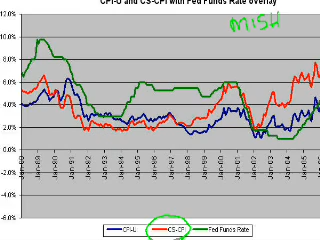 CPI-U and CS-CPI with Fed Funds Rate overlay
MISH
12.0%
10.0%
8.0%
6.0%
4.0%
2.0%
0.0%
-2.0%
-4.0%
-6.0%
CPI-U
CS-CPI
Fed Funds Rate